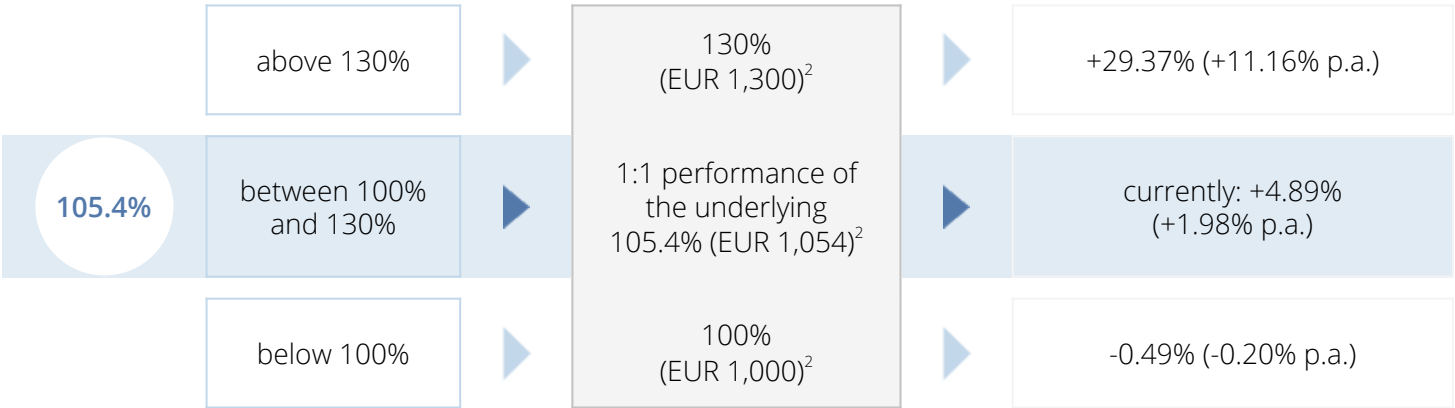 above 130%
130%
(EUR 1,300)²
+29.37% (+11.16% p.a.)
105.4%
between 100%
and 130%
1:1 performance of
the underlying
105.4% (EUR 1,054)²
currently: +4.89%
(+1.98% p.a.)
below 100%
100%
(EUR 1,000)²
-0.49% (-0.20% p.a.)